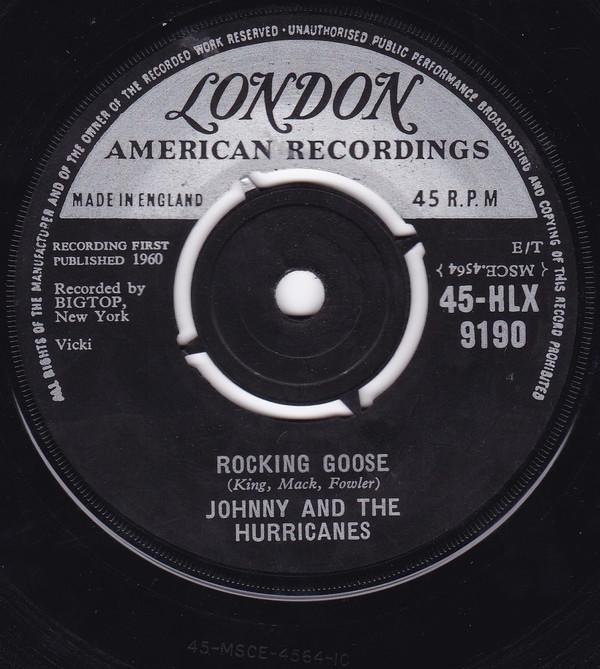 ALL RIGHTS OF THE MANUFACTURER AND OF THE OWNER OF THE RECORDED WORK RESERVED · UNAUTHORISED PUBLIC PERFORMANCE BROADCASTING AND COPYING OF THIS RECORD PROHIBITED
LONDON
AMERICAN RECORDINGS
MADE IN ENGLAND
45 R.P.M
RECORDING FIRST
PUBLISHED 1960
Recorded by
BIGTOP,
New York
Vicki
E/T
{ MSCE.4564 }
45-HLX
9190
ROCKING GOOSE
(King, Mack, Fowler)
JOHNNY AND THE
HURRICANES
45-MSCE-4564-1C